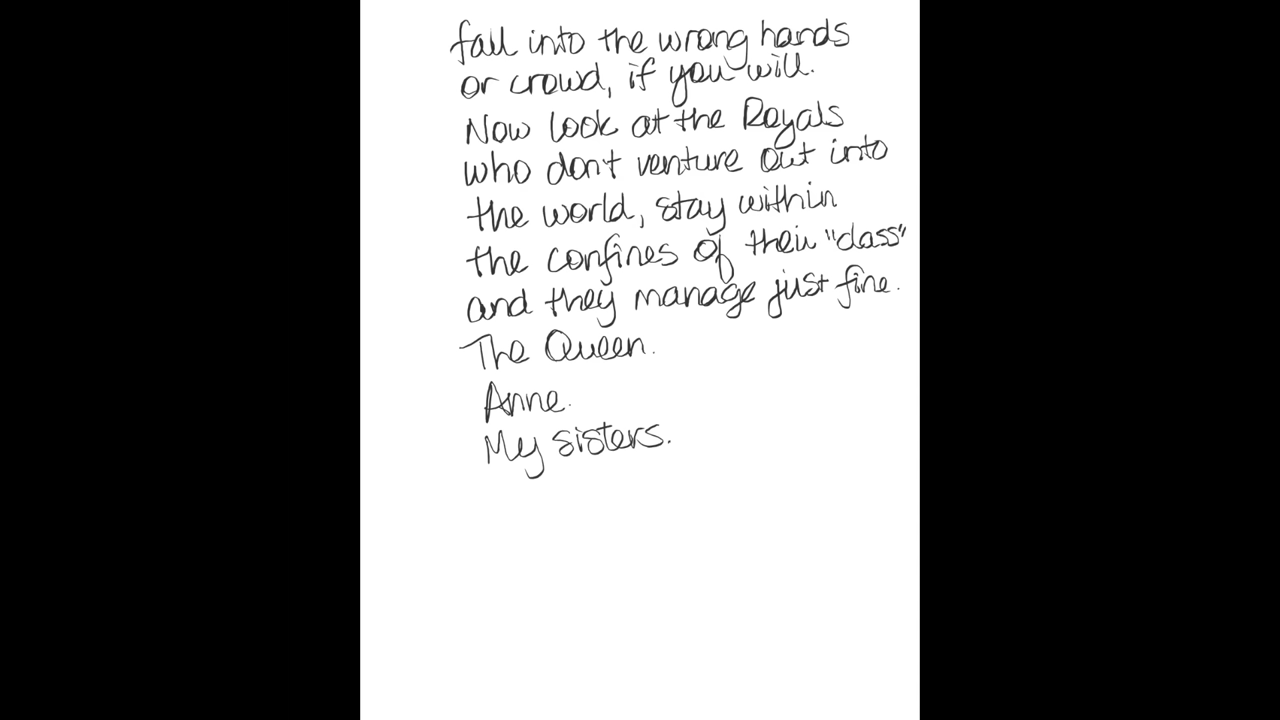 fall into the wrong hands
or crowd, if you will.
Now look at the Royals
who don't venture out into
the world, stay within
the confines of their "class"
and they manage just fine.
The Queen.
Anne.
My sisters.